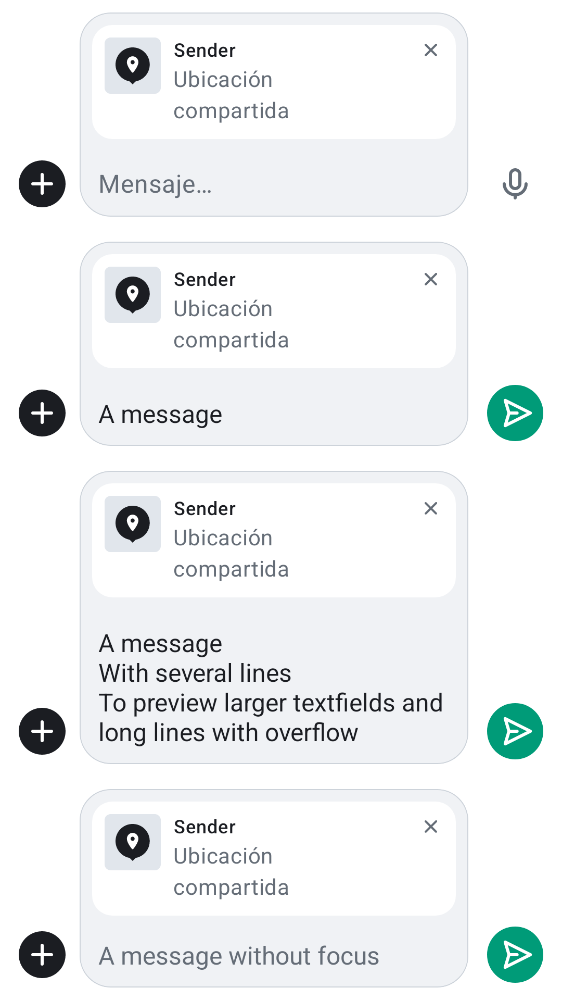 Sender
Ubicación
compartida
Mensaje…
Sender
Ubicación
compartida
A message
Sender
Ubicación
compartida
A message
With several lines
To preview larger textfields and
long lines with overflow
Sender
Ubicación
compartida
A message without focus